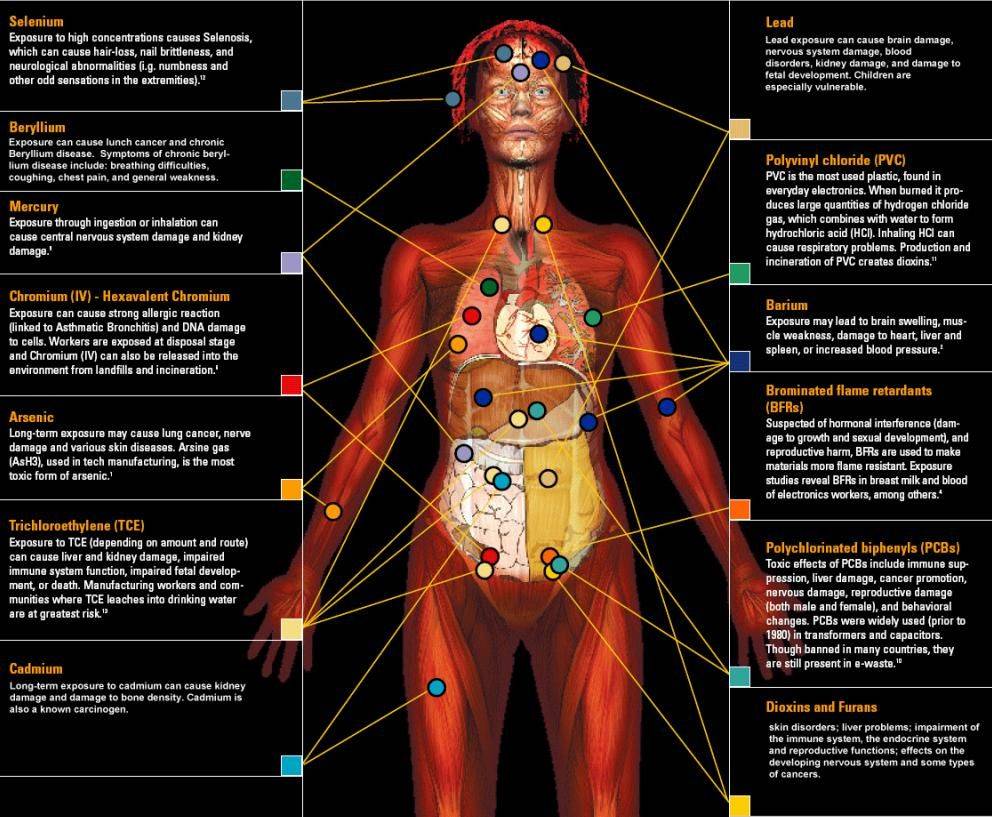 Selenium
Exposure to high concentrations causes Selenosis,
which can cause hair-loss, nail brittleness, and
neurological abnormalities (i.g. numbness and
other odd sensations in the extremities).¹²
Beryllium
Exposure can cause lunch cancer and chronic
Beryllium disease. Symptoms of chronic beryl-
lium disease include: breathing difficulties,
coughing, chest pain, and general weakness.
Mercury
Exposure through ingestion or inhalation can
cause central nervous system damage and kidney
damage.⁹
Chromium (IV) - Hexavalent Chromium
Exposure can cause strong allergic reaction
(linked to Asthmatic Bronchitis) and DNA damage
to cells. Workers are exposed at disposal stage
and Chromium (IV) can also be released into the
environment from landfills and incineration.⁶
Arsenic
Long-term exposure may cause lung cancer, nerve
damage and various skin diseases. Arsine gas
(AsH3), used in tech manufacturing, is the most
toxic form of arsenic.¹
Trichloroethylene (TCE)
Exposure to TCE (depending on amount and route)
can cause liver and kidney damage, impaired
immune system function, impaired fetal develop-
ment, or death. Manufacturing workers and com-
munities where TCE leaches into drinking water
are at greatest risk.¹³
Cadmium
Long-term exposure to cadmium can cause kidney
damage and damage to bone density. Cadmium is
also a known carcinogen.
Lead
Lead exposure can cause brain damage,
nervous system damage, blood
disorders, kidney damage, and damage to
fetal development. Children are
especially vulnerable.
Polyvinyl chloride (PVC)
PVC is the most used plastic, found in
everyday electronics. When burned it pro-
duces large quantities of hydrogen chloride
gas, which combines with water to form
hydrochloric acid (HCl). Inhaling HCl can
cause respiratory problems. Production and
incineration of PVC creates dioxins.¹¹
Barium
Exposure may lead to brain swelling, mus-
cle weakness, damage to heart, liver and
spleen, or increased blood pressure.²
Brominated flame retardants
(BFRs)
Suspected of hormonal interference (dam-
age to growth and sexual development), and
reproductive harm, BFRs are used to make
materials more flame resistant. Exposure
studies reveal BFRs in breast milk and blood
of electronics workers, among others.⁴
Polychlorinated biphenyls (PCBs)
Toxic effects of PCBs include immune sup-
pression, liver damage, cancer promotion,
nervous damage, reproductive damage
(both male and female), and behavioral
changes. PCBs were widely used (prior to
1980) in transformers and capacitors.
Though banned in many countries, they
are still present in e-waste.¹⁰
Dioxins and Furans
skin disorders; liver problems; impairment of
the immune system, the endocrine system
and reproductive functions; effects on the
developing nervous system and some types
of cancers.